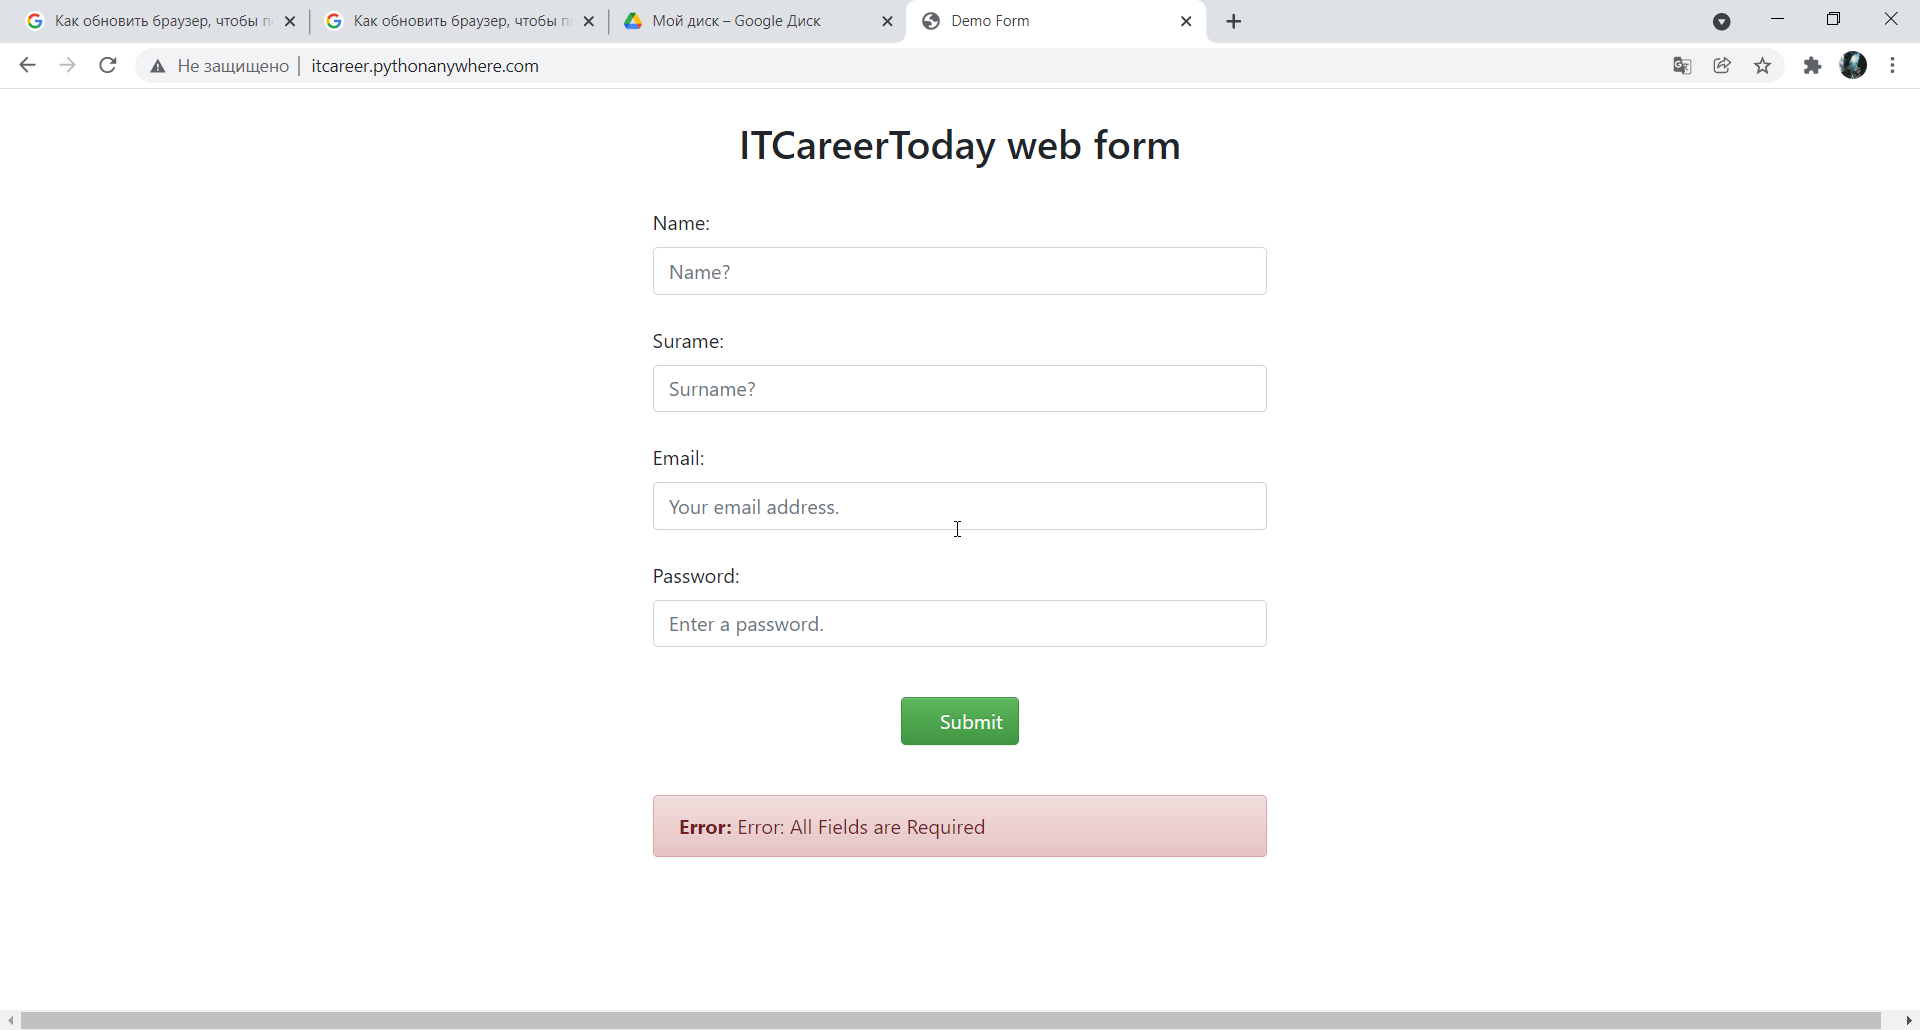 Как обновить браузер, чтобы п
Как обновить браузер, чтобы п
Мой диск – Google Диск
Demo Form
Не защищено
itcareer.pythonanywhere.com
ITCareerToday web form
Name:
Name?
Surame:
Surname?
Email:
Your email address.
Password:
Enter a password.
Submit
Error: Error: All Fields are Required